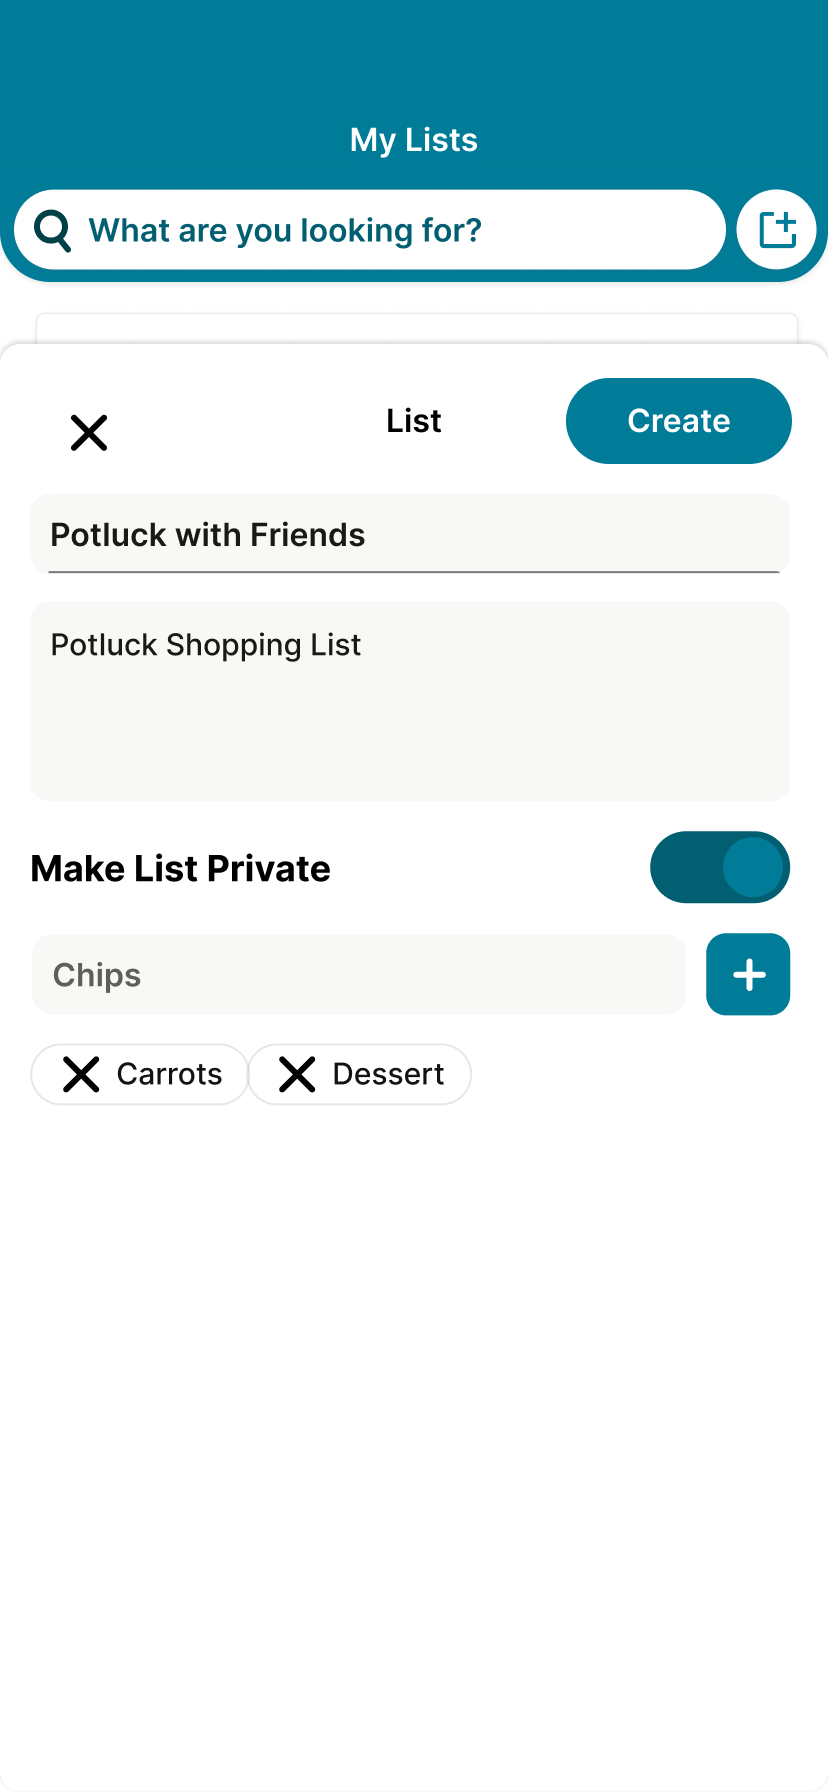 My Lists
What are you looking for?
List
Create
Potluck with Friends
Potluck Shopping List
Make List Private
Chips
Carrots
Dessert